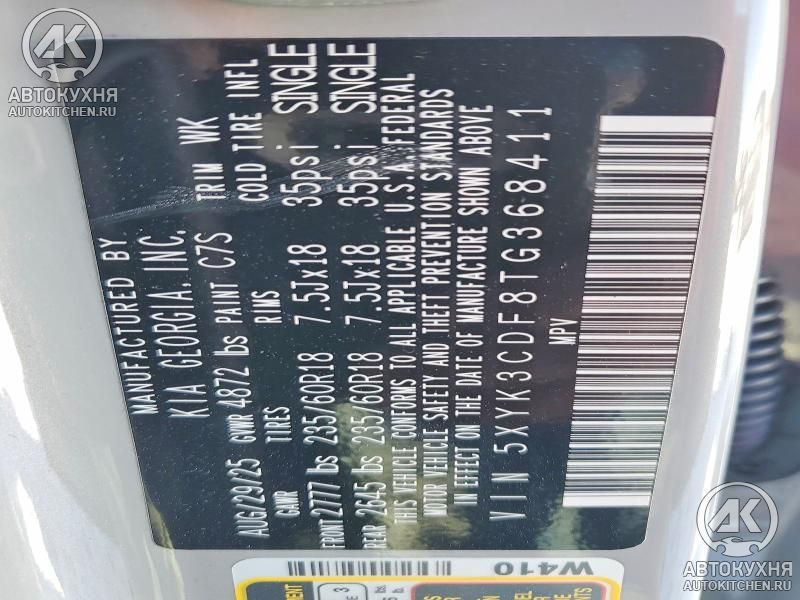 MANUFACTURED BY
KIA GEORGIA, INC.
AUG/29/25 GVWR 4872 lbs PAINT C7S TRIM WK
GAWR TIRES RIMS COLD TIRE INFL
FRONT 2777 lbs 235/60R18 7.5Jx18 35psi SINGLE
REAR 2645 lbs 235/60R18 7.5Jx18 35psi SINGLE
THIS VEHICLE CONFORMS TO ALL APPLICABLE U.S.A. FEDERAL
MOTOR VEHICLE SAFETY AND THEFT PREVENTION STANDARDS
IN EFFECT ON THE DATE OF MANUFACTURE SHOWN ABOVE
VIN 5XYK3CDF8TG368411
MPV
W410
AK
АВТОКУХНЯ
AUTOKITCHEN.RU
AK
АВТОКУХНЯ
AUTOKITCHEN.RU